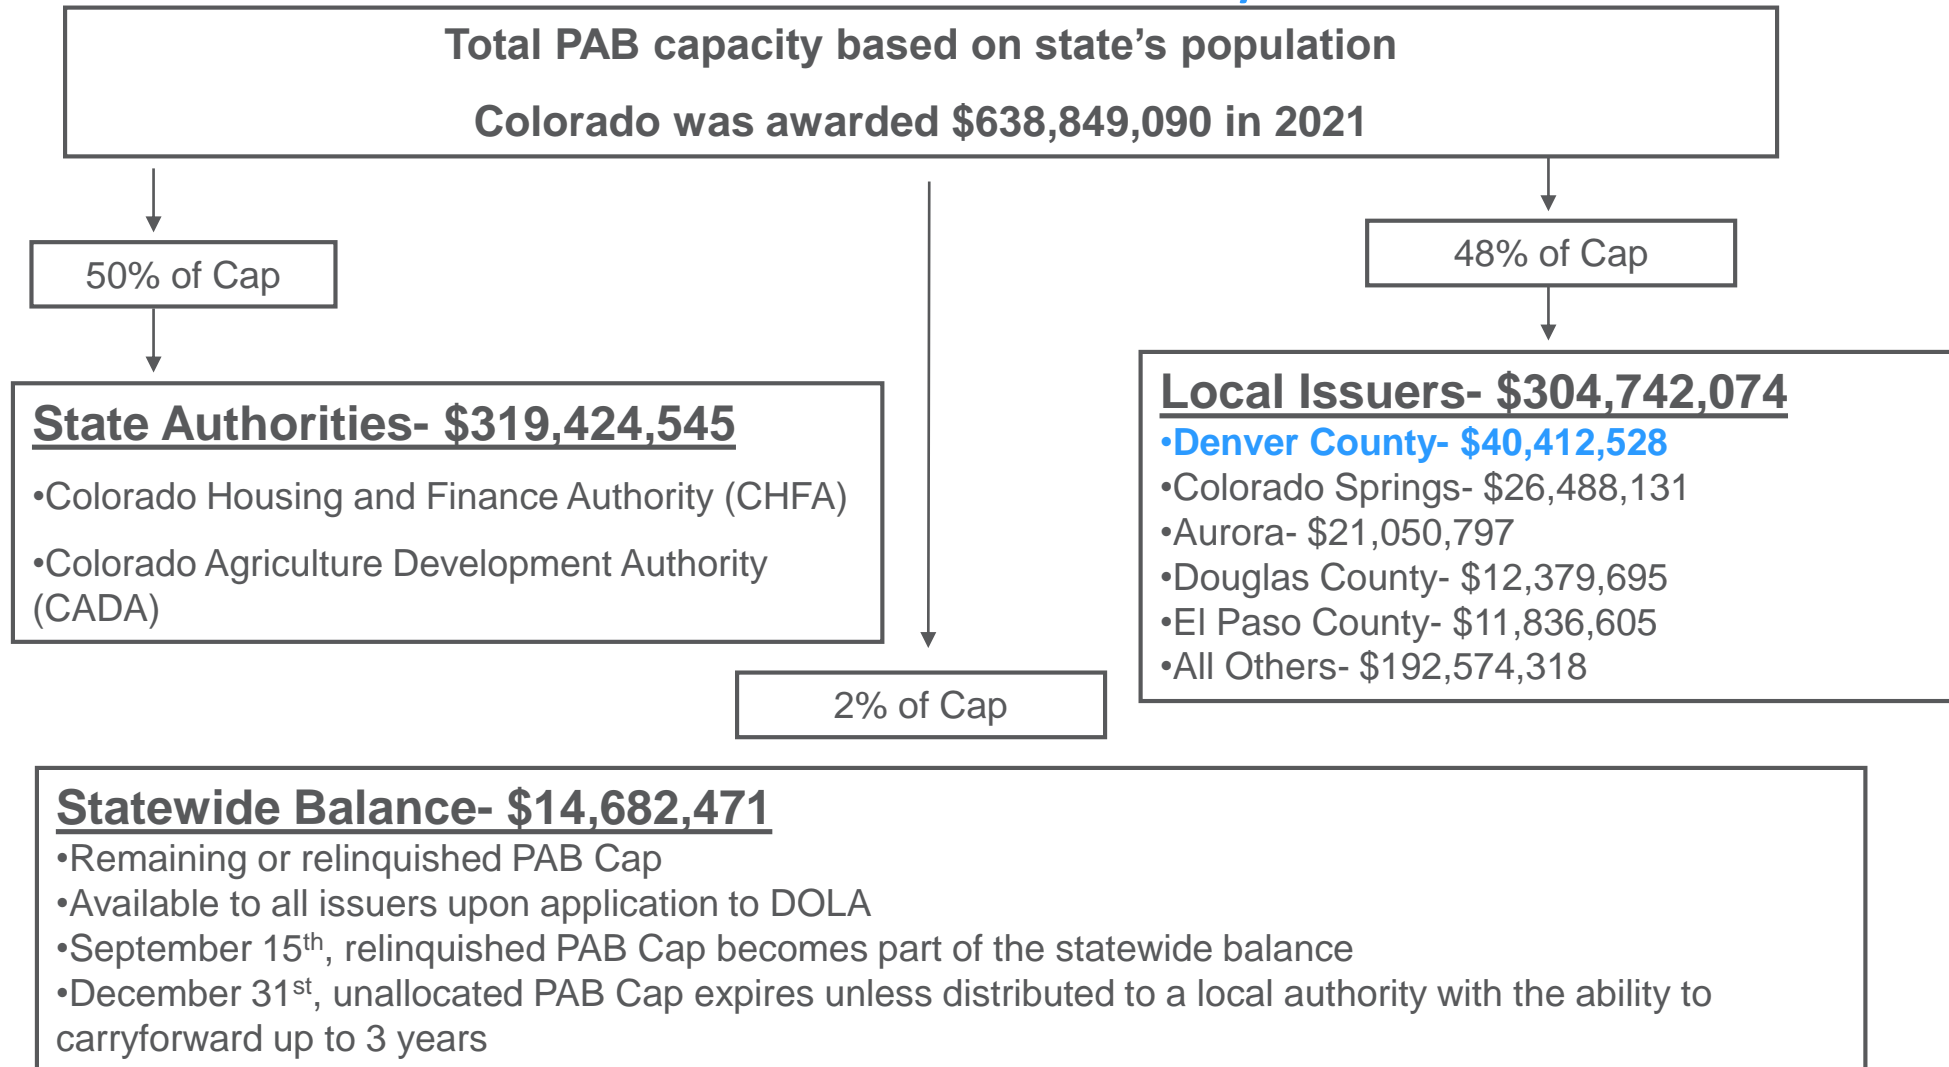 Total PAB capacity based on state’s population
Colorado was awarded $638,849,090 in 2021
50% of Cap
48% of Cap
State Authorities- $319,424,545
•Colorado Housing and Finance Authority (CHFA)
•Colorado Agriculture Development Authority
(CADA)
Local Issuers- $304,742,074
•Denver County- $40,412,528
•Colorado Springs- $26,488,131
•Aurora- $21,050,797
•Douglas County- $12,379,695
•El Paso County- $11,836,605
•All Others- $192,574,318
2% of Cap
Statewide Balance- $14,682,471
•Remaining or relinquished PAB Cap
•Available to all issuers upon application to DOLA
•September 15th, relinquished PAB Cap becomes part of the statewide balance
•December 31st, unallocated PAB Cap expires unless distributed to a local authority with the ability to
carryforward up to 3 years